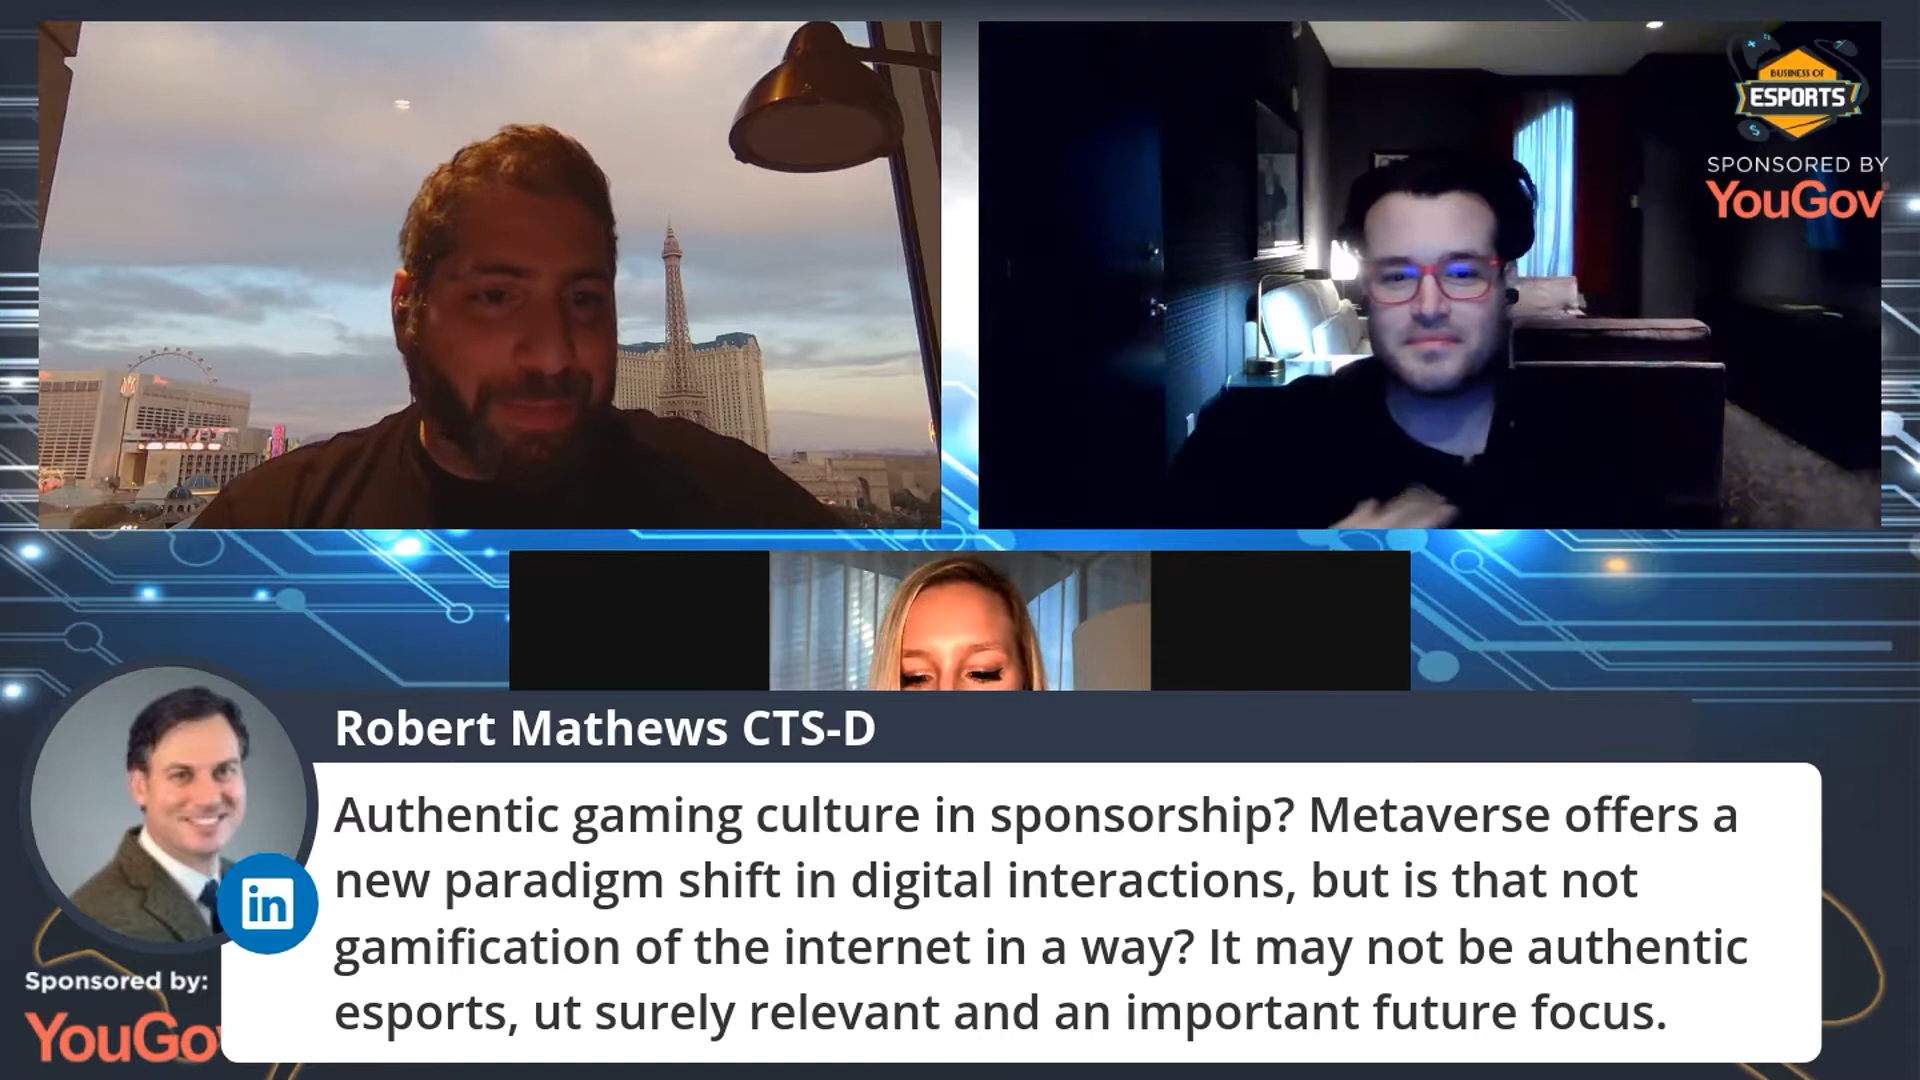 BUSINESS OF
ESPORTS
SPONSORED BY
YouGov
Robert Mathews CTS-D
Authentic gaming culture in sponsorship? Metaverse offers a
new paradigm shift in digital interactions, but is that not
gamification of the internet in a way? It may not be authentic
esports, ut surely relevant and an important future focus.
in
Sponsored by:
YouGov